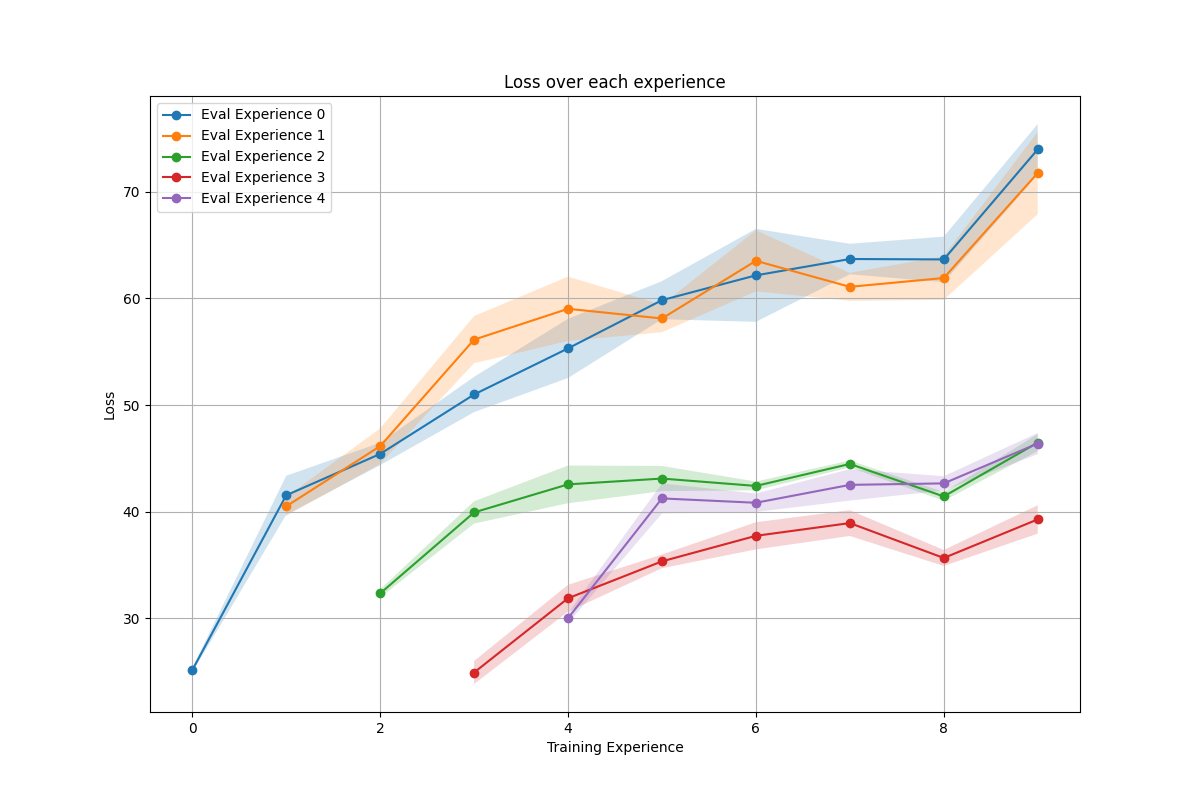 Loss over each experience
Eval Experience 0
Eval Experience 1
Eval Experience 2
Eval Experience 3
Eval Experience 4
70
60
50
40
30
Loss
0 2 4 6 8
Training Experience